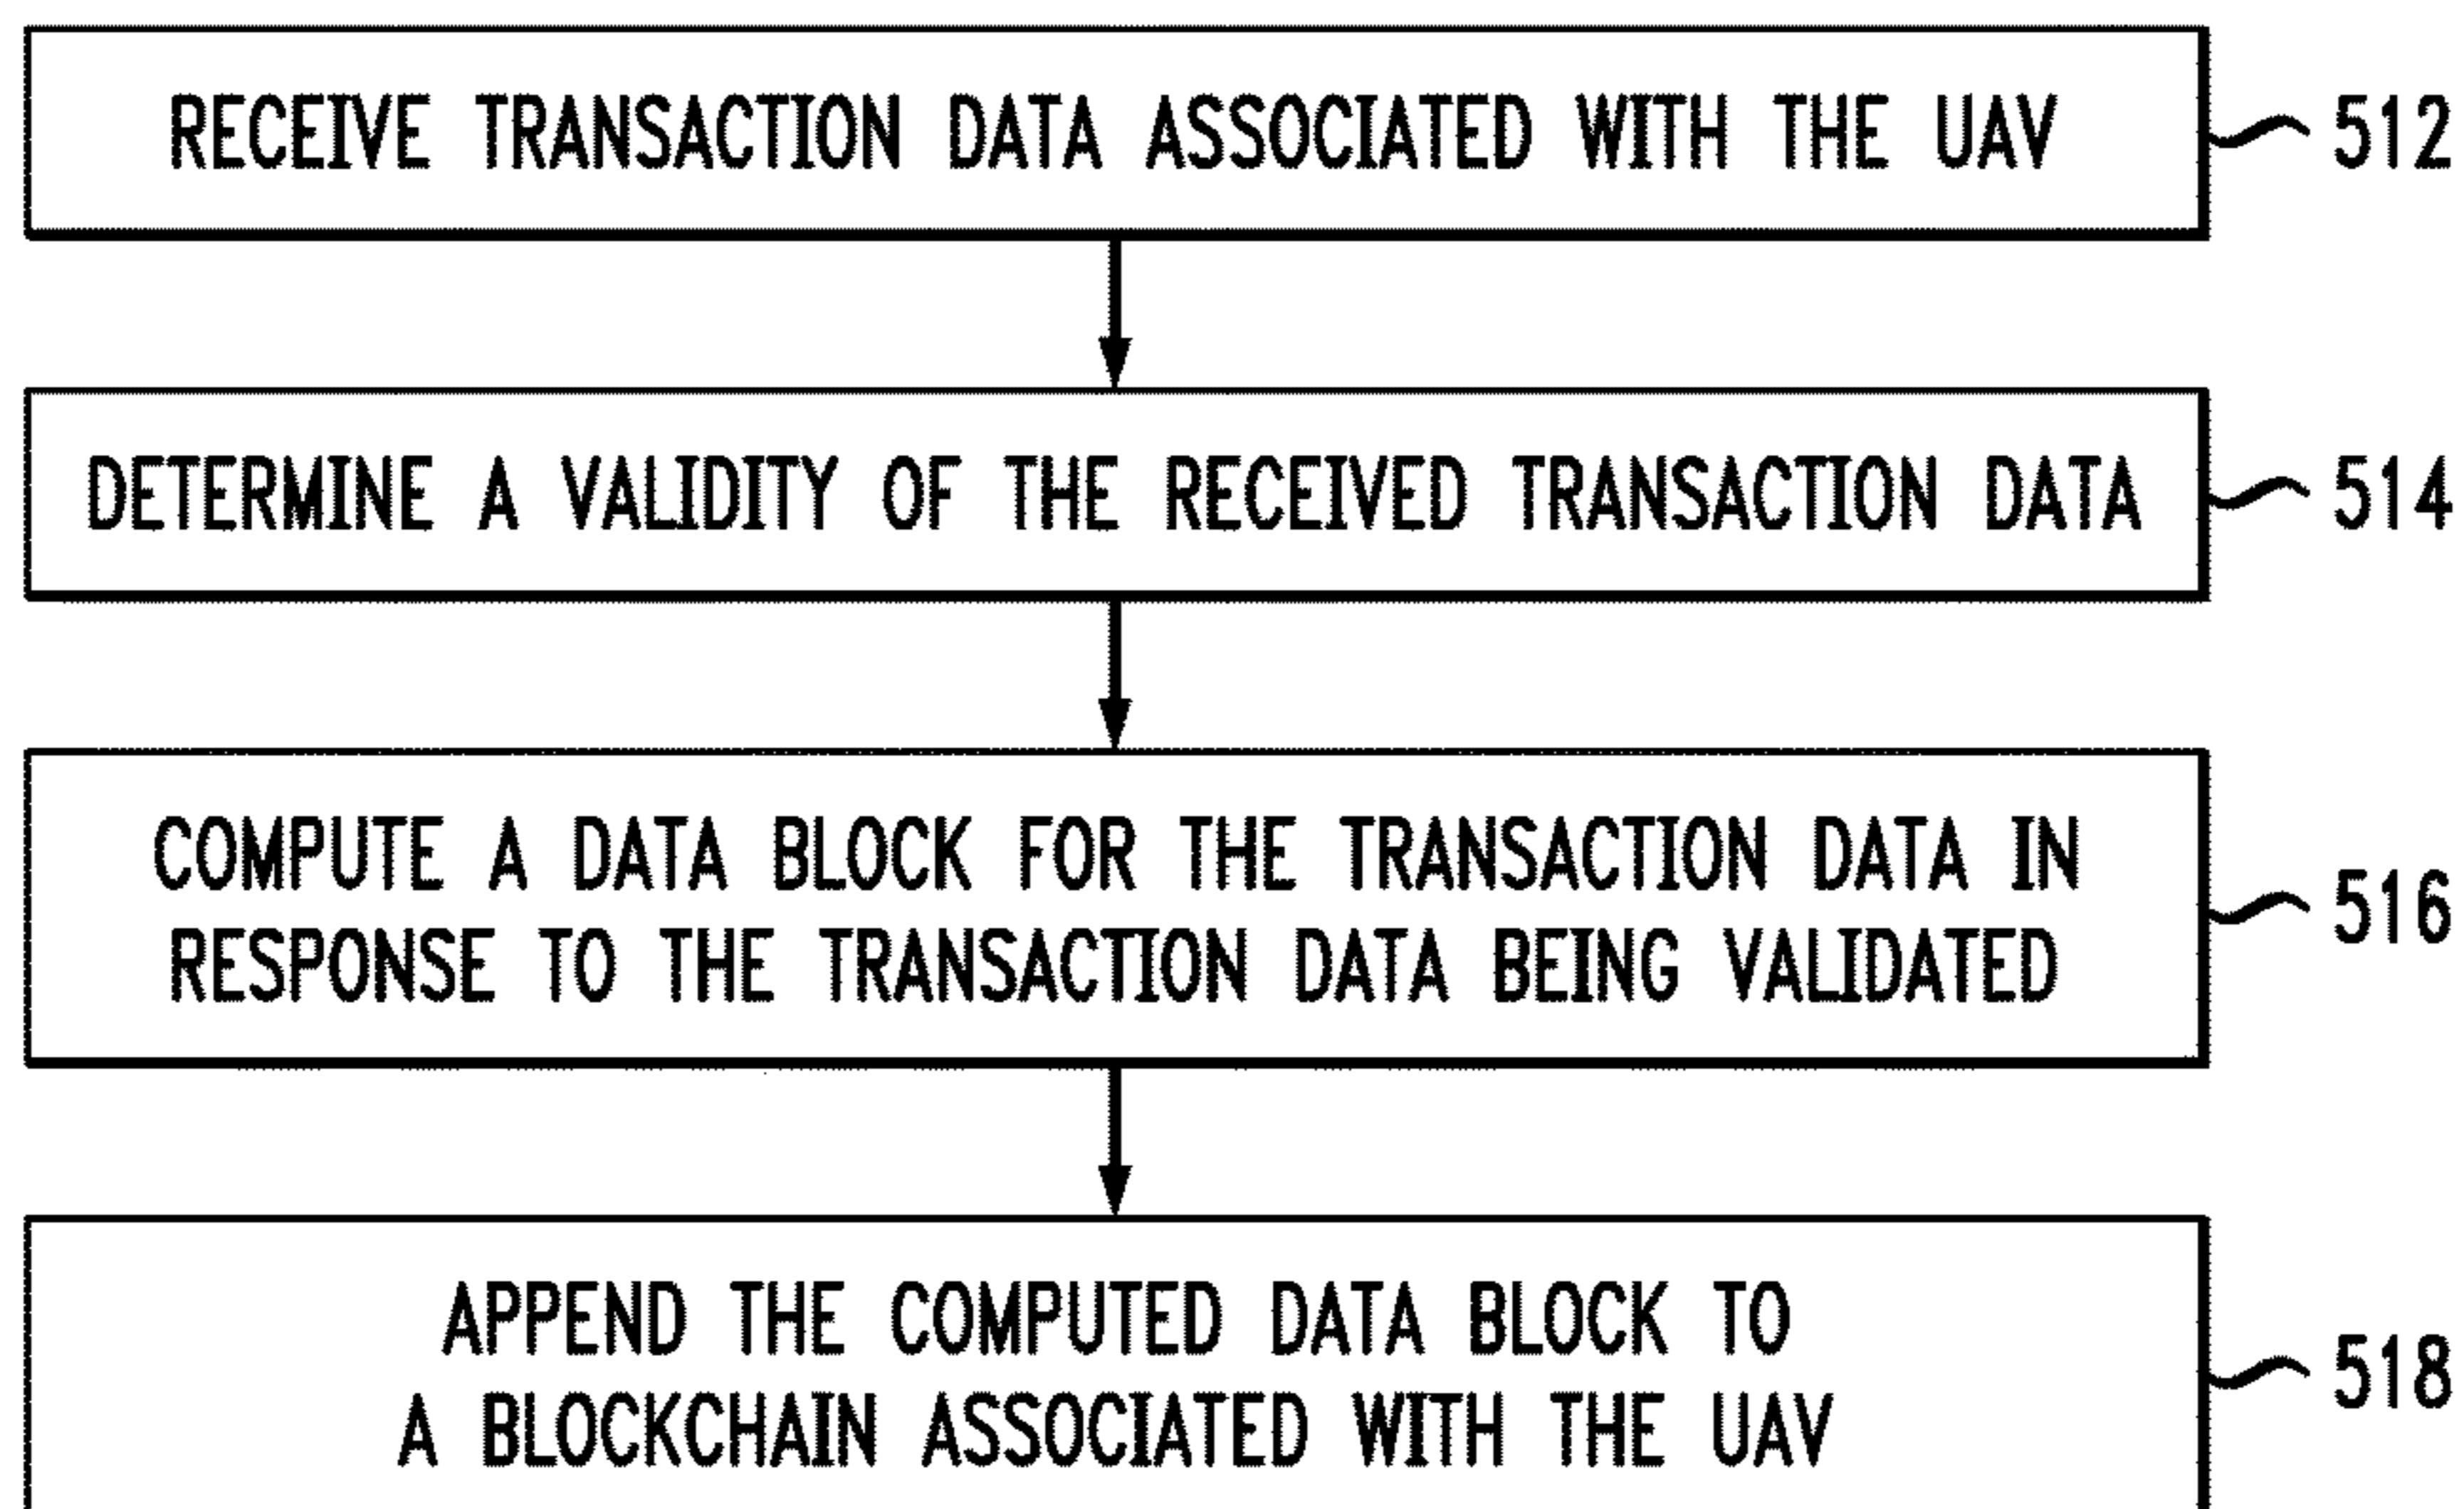 RECEIVE TRANSACTION DATA ASSOCIATED WITH THE UAV
512
DETERMINE A VALIDITY OF THE RECEIVED TRANSACTION DATA
514
COMPUTE A DATA BLOCK FOR THE TRANSACTION DATA IN
RESPONSE TO THE TRANSACTION DATA BEING VALIDATED
516
APPEND THE COMPUTED DATA BLOCK TO
A BLOCKCHAIN ASSOCIATED WITH THE UAV
518